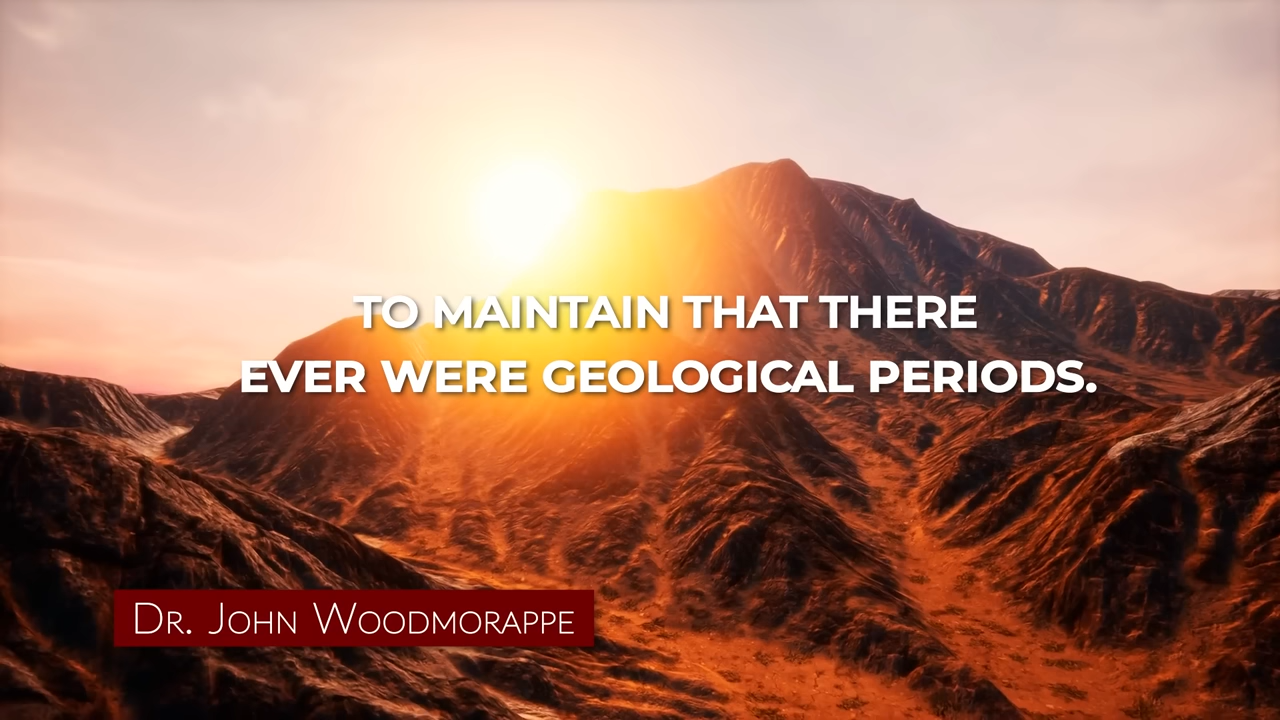 TO MAINTAIN THAT THERE
EVER WERE GEOLOGICAL PERIODS.
DR. JOHN WOODMORAPPE